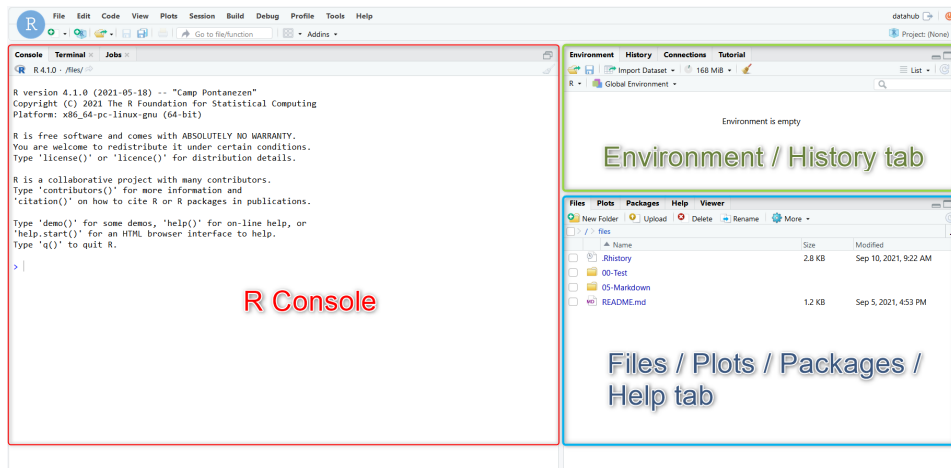 R File Edit Code View Plots Session Build Debug Profile Tools Help datahub
Go to file/function Addins Project: (None)
Console Terminal Jobs
R 4.1.0 · /files/
R version 4.1.0 (2021-05-18) -- "Camp Pontanezen"
Copyright (C) 2021 The R Foundation for Statistical Computing
Platform: x86_64-pc-linux-gnu (64-bit)
R is free software and comes with ABSOLUTELY NO WARRANTY.
You are welcome to redistribute it under certain conditions.
Type 'license()' or 'licence()' for distribution details.
R is a collaborative project with many contributors.
Type 'contributors()' for more information and
'citation()' on how to cite R or R packages in publications.
Type 'demo()' for some demos, 'help()' for on-line help, or
'help.start()' for an HTML browser interface to help.
Type 'q()' to quit R.
>
R Console
Environment History Connections Tutorial
Import Dataset 168 MiB List
R Global Environment
Environment is empty
Environment / History tab
Files Plots Packages Help Viewer
New Folder Upload Delete Rename More
/ files
Name Size Modified
.Rhistory 2.8 KB Sep 10, 2021, 9:22 AM
00-Test
05-Markdown
README.md 1.2 KB Sep 5, 2021, 4:53 PM
Files / Plots / Packages /
Help tab